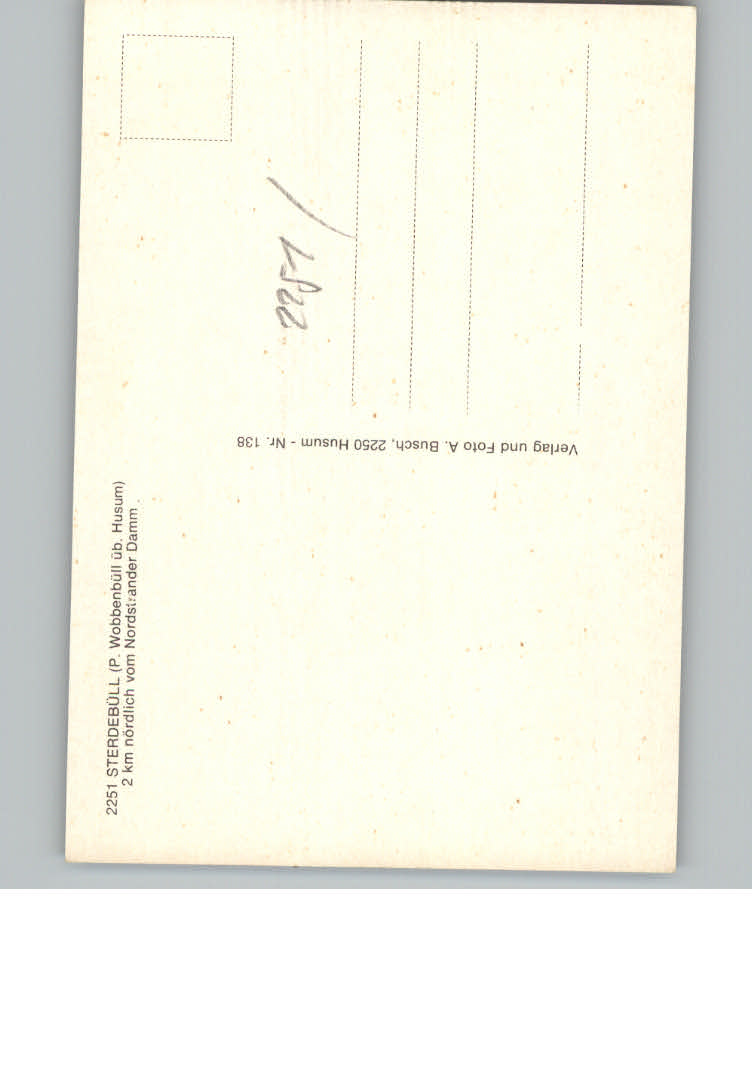 2251 STERDEBÜLL (P. Wobbenbüll üb. Husum)
2 km nördlich vom Nordstrander Damm
Verlag und Foto A. Busch, 2250 Husum - Nr. 138